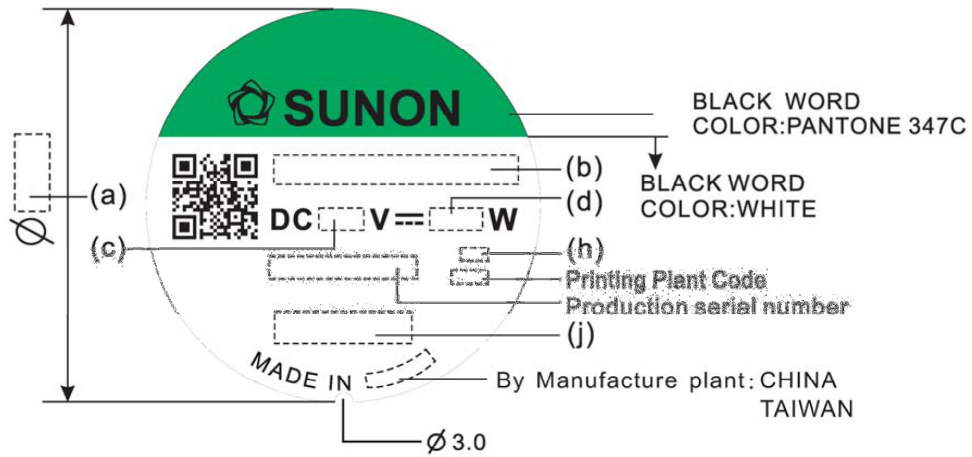 SUNON
BLACK WORD
COLOR:PANTONE 347C
(a)
(b)
BLACK WORD
COLOR:WHITE
(d)
DC V W
Ø
(c)
(h)
Printing Plant Code
Production serial number
(j)
MADE IN
By Manufacture plant: CHINA
TAIWAN
Ø 3.0